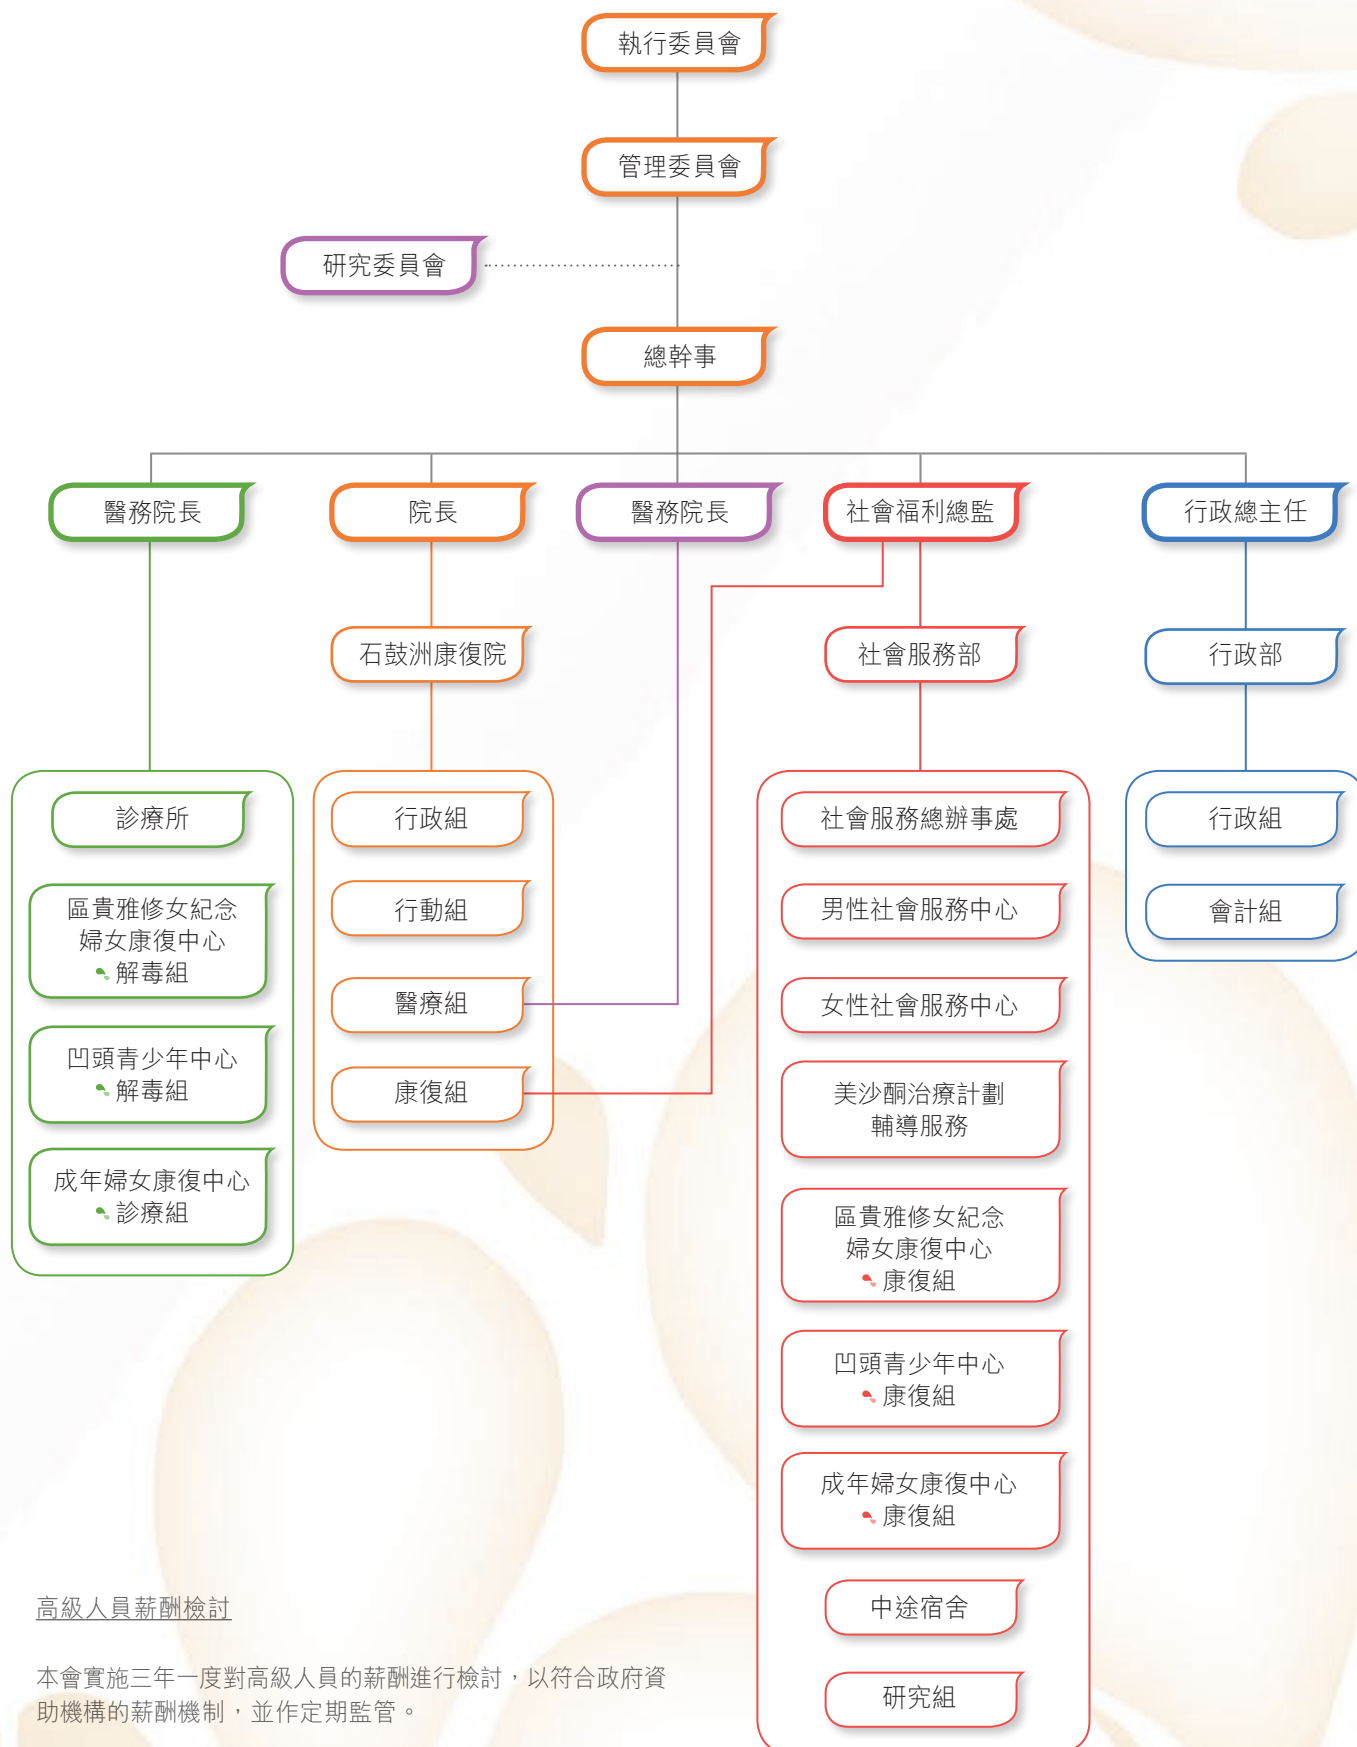 執行委員會
管理委員會
研究委員會
總幹事
醫務院長
院長
醫務院長
社會福利總監
行政總主任
石鼓洲康復院
社會服務部
行政部
診療所
區貴雅修女紀念
婦女康復中心
解毒組
凹頭青少年中心
解毒組
成年婦女康復中心
診療組
行政組
行動組
醫療組
康復組
社會服務總辦事處
男性社會服務中心
女性社會服務中心
美沙酮治療計劃
輔導服務
區貴雅修女紀念
婦女康復中心
康復組
凹頭青少年中心
康復組
成年婦女康復中心
康復組
中途宿舍
研究組
行政組
會計組
高級人員薪酬檢討
本會實施三年一度對高級人員的薪酬進行檢討，以符合政府資
助機構的薪酬機制，並作定期監管。